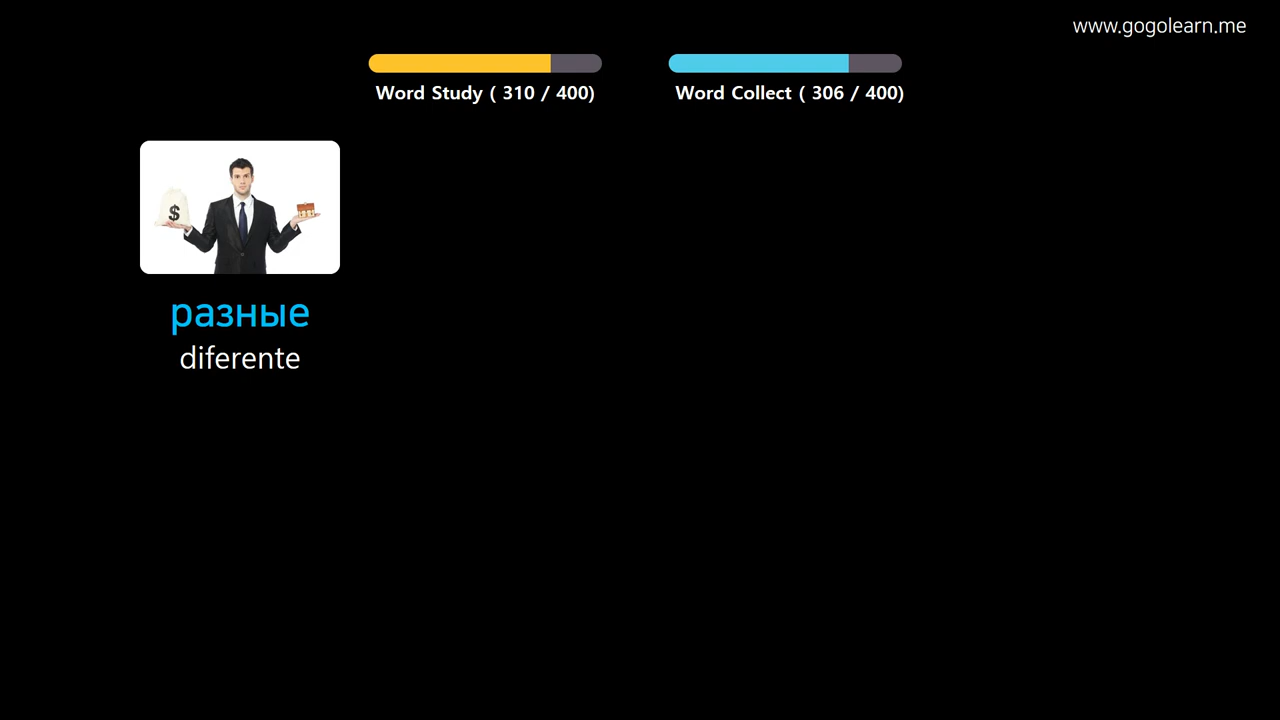 www.gogolearn.me
Word Study ( 310 / 400)
Word Collect ( 306 / 400)
$
разные
diferente